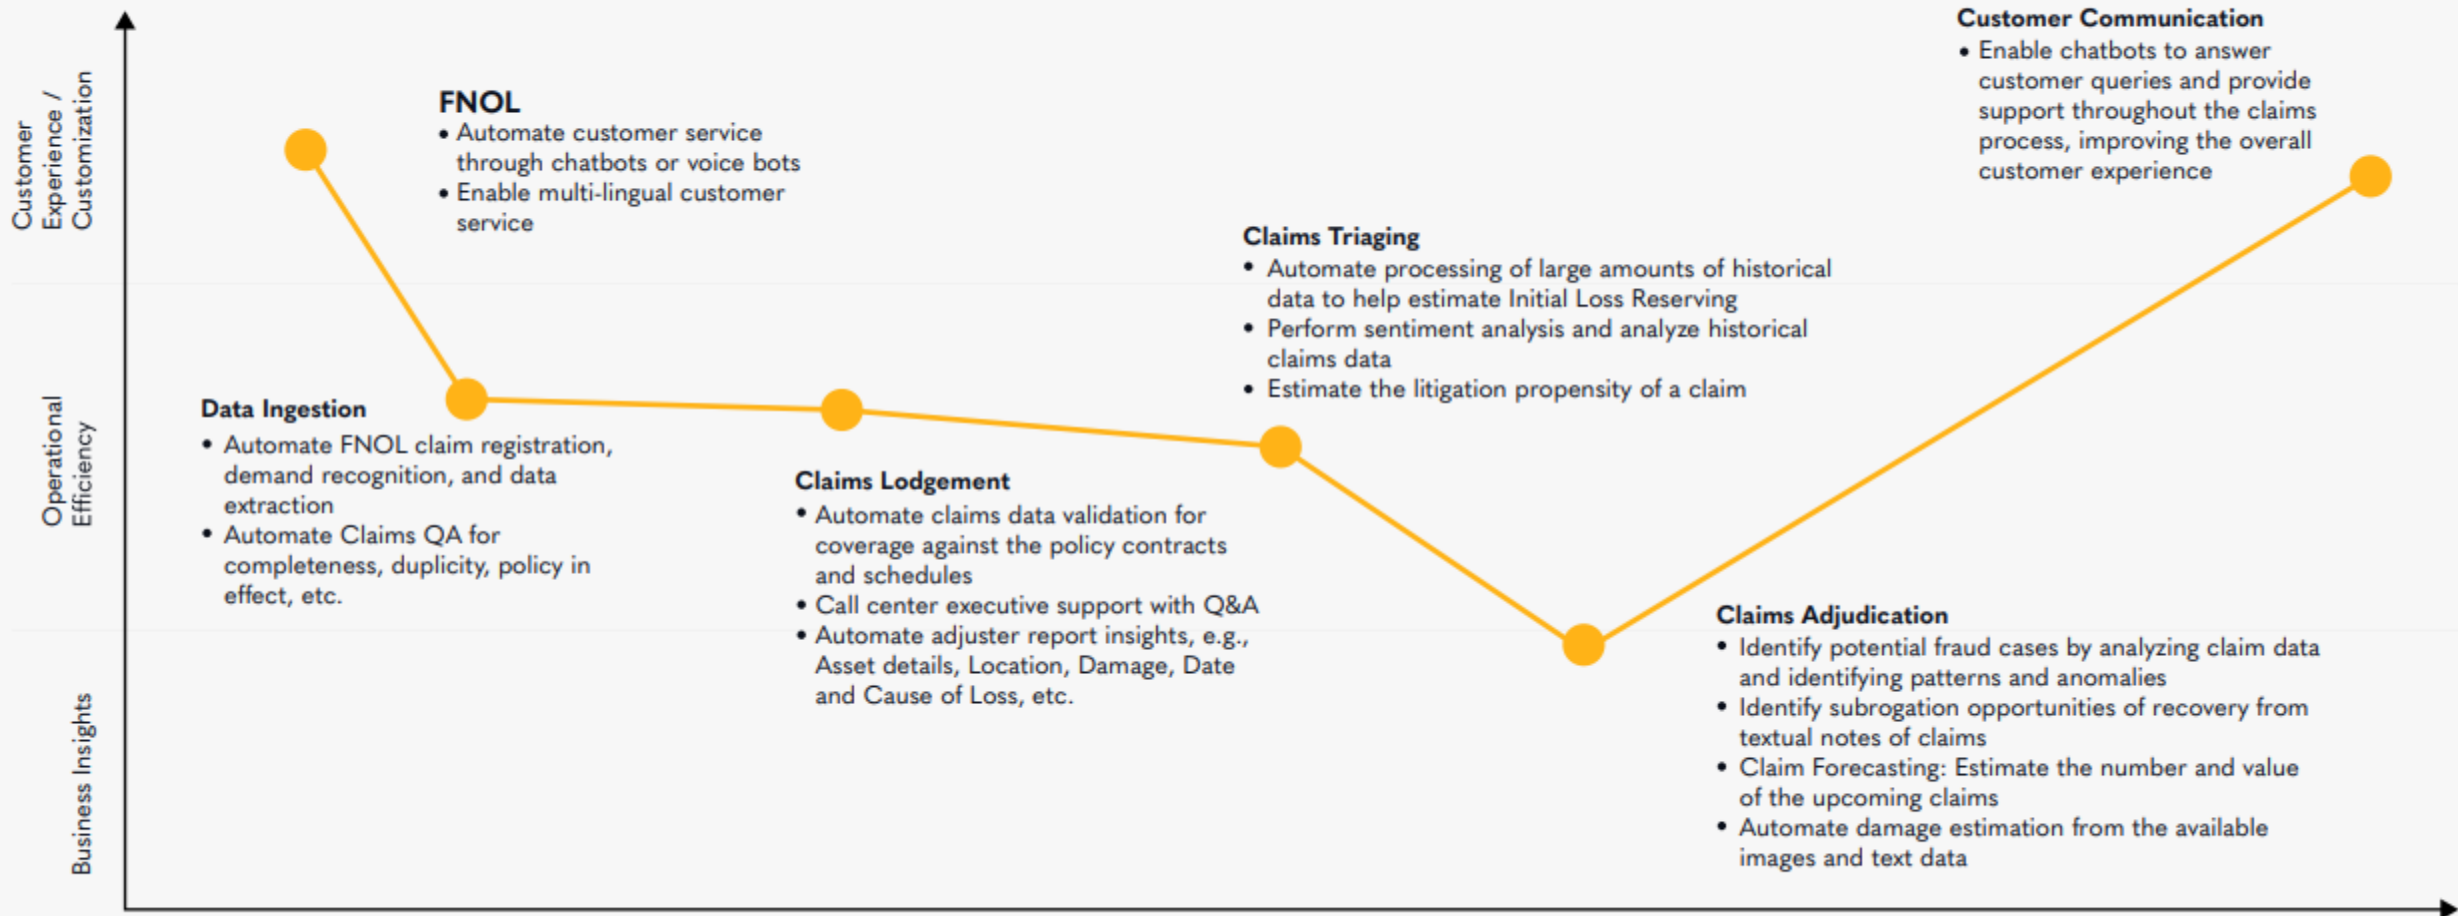 Customer
Experience /
Customization
Operational
Efficiency
Business Insights
FNOL
• Automate customer service
through chatbots or voice bots
• Enable multi-lingual customer
service
Data Ingestion
• Automate FNOL claim registration,
demand recognition, and data
extraction
• Automate Claims QA for
completeness, duplicity, policy in
effect, etc.
Claims Lodgement
• Automate claims data validation for
coverage against the policy contracts
and schedules
• Call center executive support with Q&A
• Automate adjuster report insights, e.g.,
Asset details, Location, Damage, Date
and Cause of Loss, etc.
Claims Triaging
• Automate processing of large amounts of historical
data to help estimate Initial Loss Reserving
• Perform sentiment analysis and analyze historical
claims data
• Estimate the litigation propensity of a claim
Claims Adjudication
• Identify potential fraud cases by analyzing claim data
and identifying patterns and anomalies
• Identify subrogation opportunities of recovery from
textual notes of claims
• Claim Forecasting: Estimate the number and value
of the upcoming claims
• Automate damage estimation from the available
images and text data
Customer Communication
• Enable chatbots to answer
customer queries and provide
support throughout the claims
process, improving the overall
customer experience